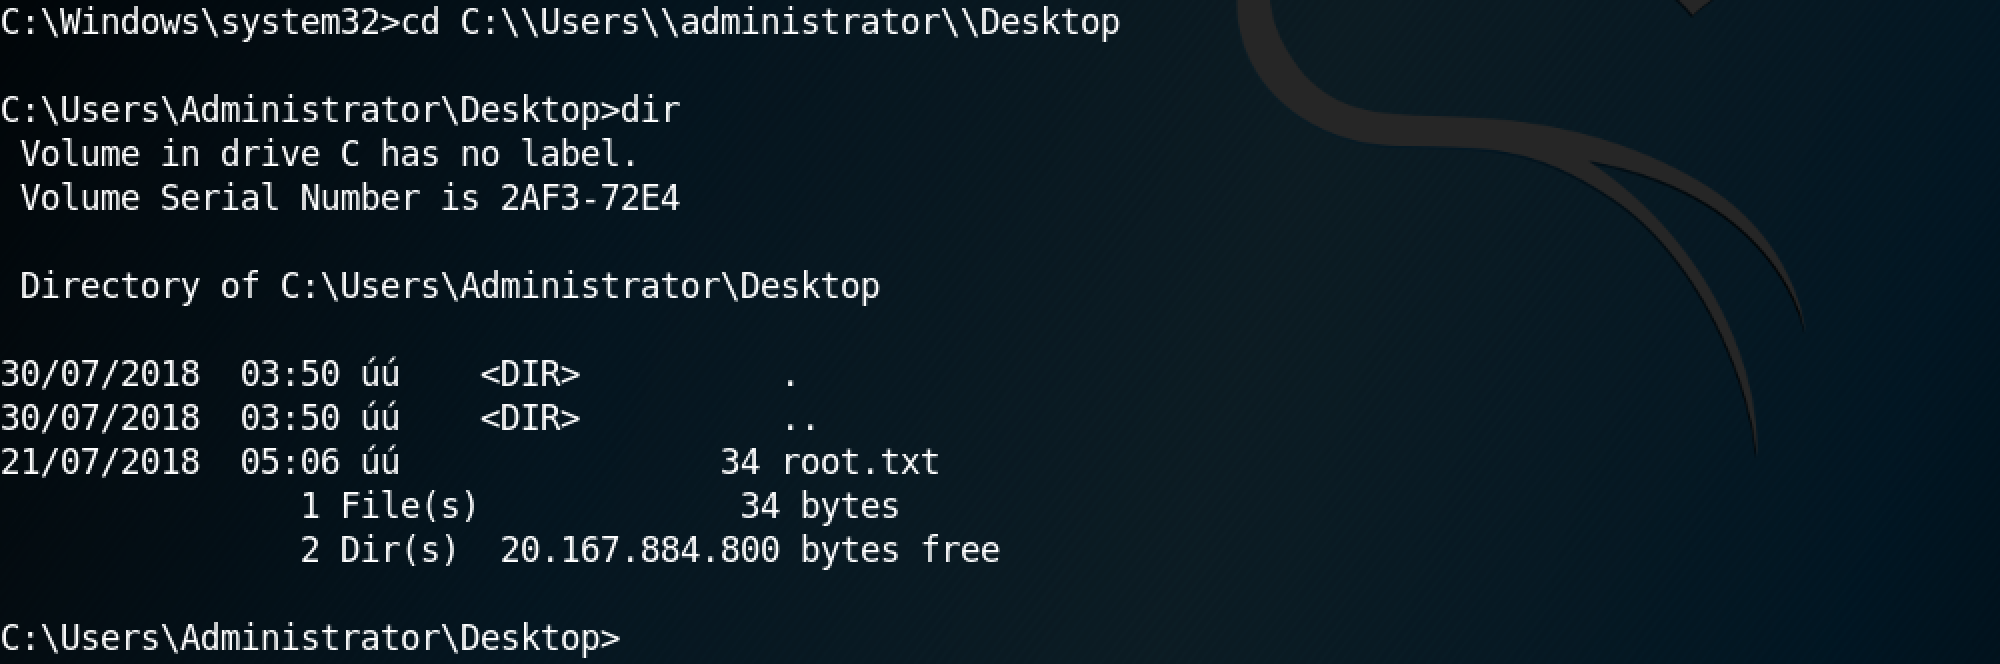 C:\Windows\system32>cd C:\\Users\\administrator\\Desktop
C:\Users\Administrator\Desktop>dir
 Volume in drive C has no label.
 Volume Serial Number is 2AF3-72E4
 Directory of C:\Users\Administrator\Desktop
30/07/2018  03:50 úú    <DIR>          .
30/07/2018  03:50 úú    <DIR>          ..
21/07/2018  05:06 úú                34 root.txt
               1 File(s)             34 bytes
               2 Dir(s)  20.167.884.800 bytes free
C:\Users\Administrator\Desktop>